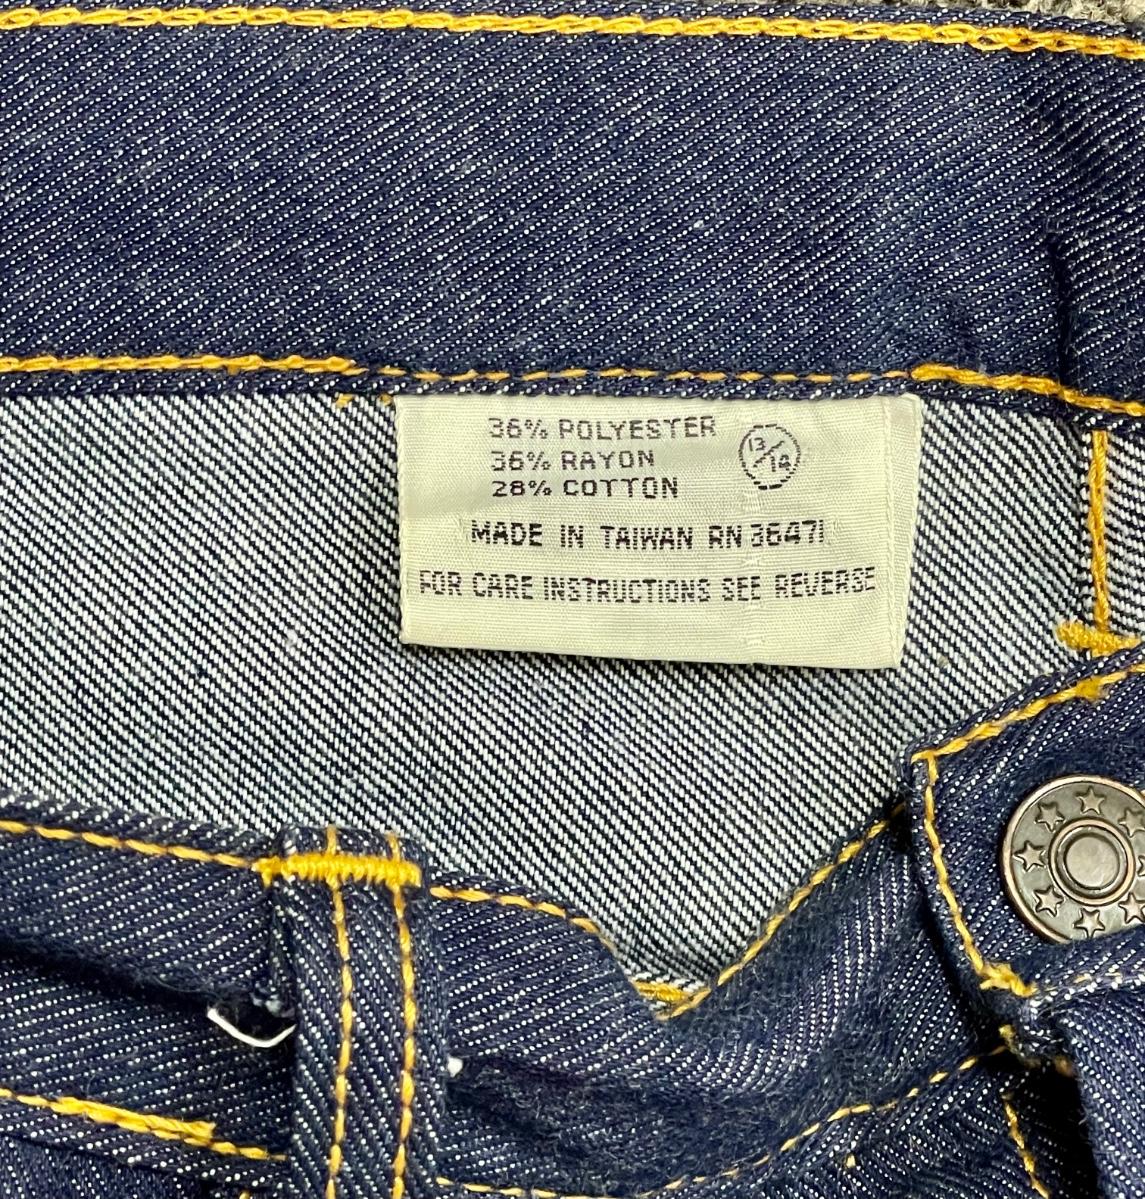 36% POLYESTER
36% RAYON
28% COTTON
13/14
MADE IN TAIWAN RN 36471
FOR CARE INSTRUCTIONS SEE REVERSE